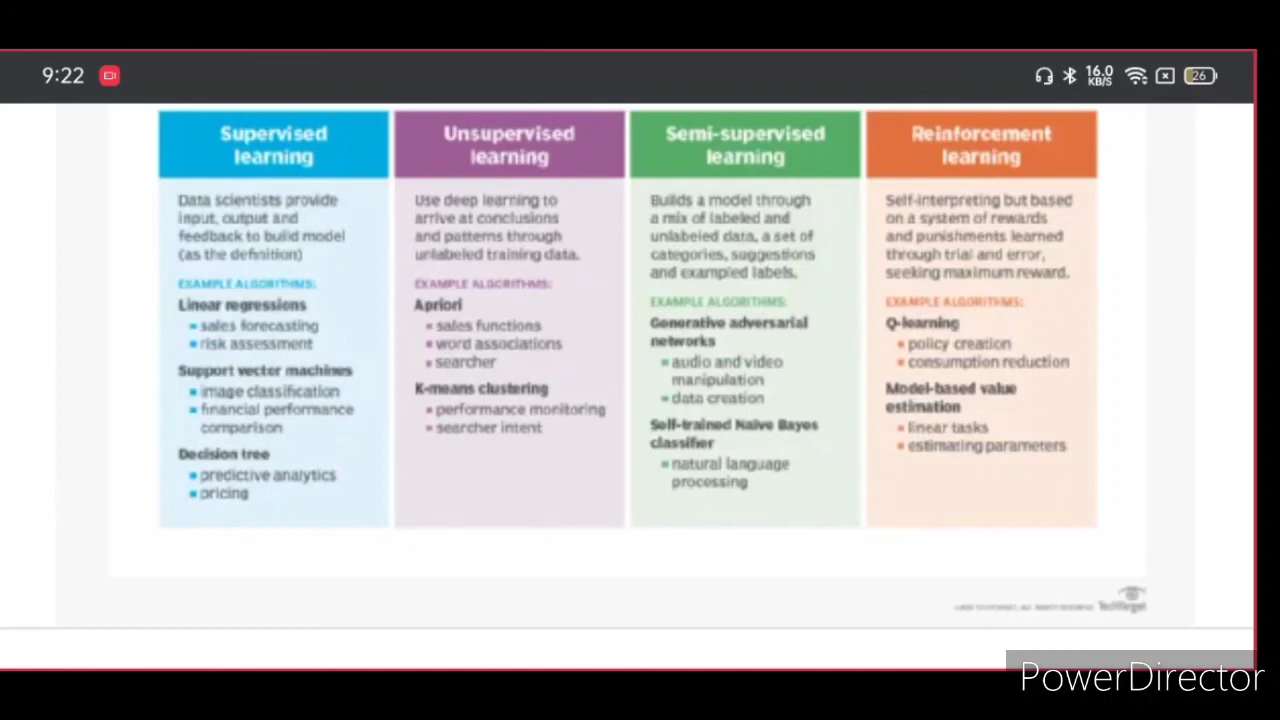 9:22
16.0
KB/S
26
Supervised
learning
Data scientists provide
input, output and
feedback to build model
(as the definition)
EXAMPLE ALGORITHMS:
Linear regressions
sales forecasting
risk assessment
Support vector machines
image classification
financial performance
comparison
Decision tree
predictive analytics
pricing
Unsupervised
learning
Use deep learning to
arrive at conclusions
and patterns through
unlabeled training data.
EXAMPLE ALGORITHMS:
Apriori
sales functions
word associations
searcher
K-means clustering
performance monitoring
searcher intent
Semi-supervised
learning
Builds a model through
a mix of labeled and
unlabeled data, a set of
categories, suggestions
and exampled labels.
EXAMPLE ALGORITHMS:
Generative adversarial
networks
audio and video
manipulation
data creation
Self-trained Naïve Bayes
classifier
natural language
processing
Reinforcement
learning
Self-interpreting but based
on a system of rewards
and punishments learned
through trial and error,
seeking maximum reward.
EXAMPLE ALGORITHMS:
Q-learning
policy creation
consumption reduction
Model-based value
estimation
linear tasks
estimating parameters
TechTarget
PowerDirector